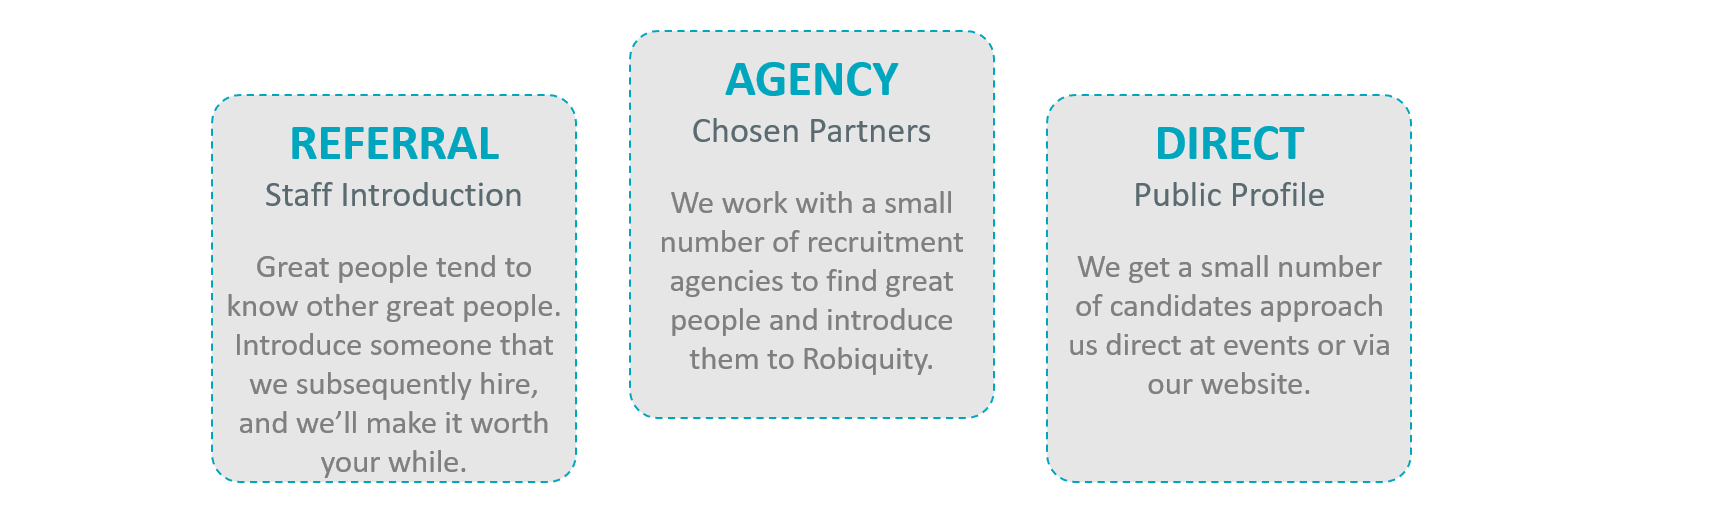 REFERRAL
Staff Introduction
Great people tend to
know other great people.
Introduce someone that
we subsequently hire,
and we’ll make it worth
your while.
AGENCY
Chosen Partners
We work with a small
number of recruitment
agencies to find great
people and introduce
them to Robiquity.
DIRECT
Public Profile
We get a small number
of candidates approach
us direct at events or via
our website.